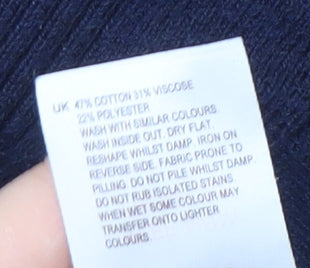 UK 47% COTTON 31% VISCOSE
22% POLYESTER
WASH WITH SIMILAR COLOURS.
WASH INSIDE OUT. DRY FLAT.
RESHAPE WHILST DAMP. IRON ON
REVERSE SIDE. FABRIC PRONE TO
PILLING. DO NOT PILE WHILST DAMP.
DO NOT RUB ISOLATED STAINS.
WHEN WET SOME COLOUR MAY
TRANSFER ONTO LIGHTER
COLOURS.